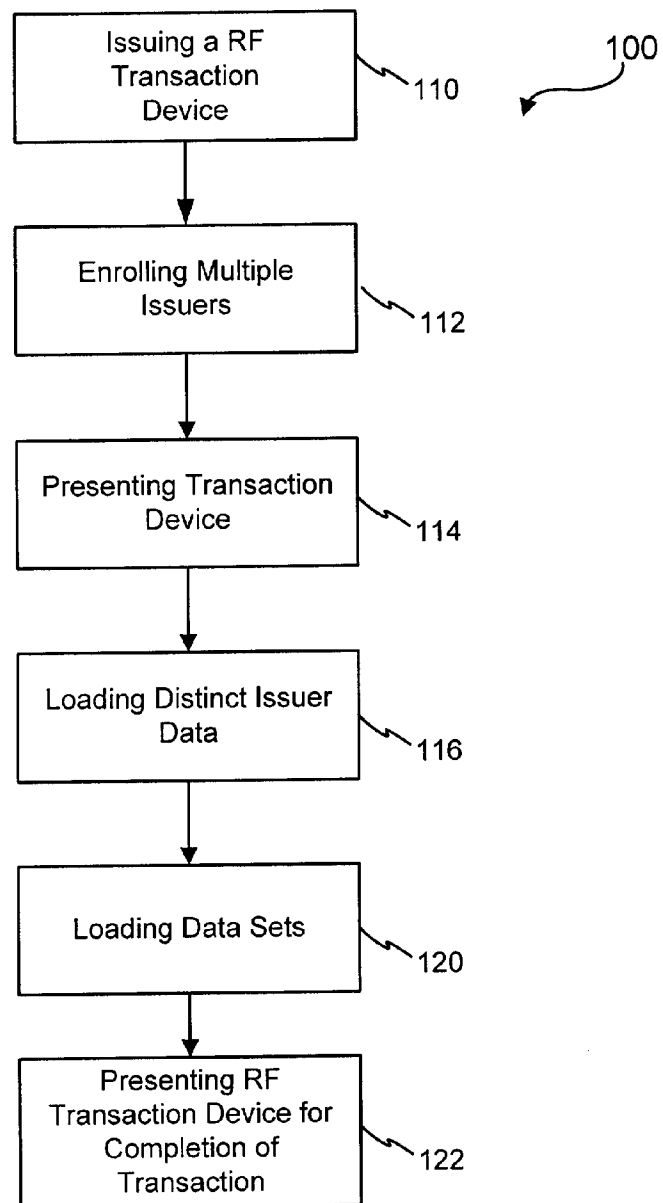 Issuing a RF
Transaction
Device
100
110
Enrolling Multiple
Issuers
112
Presenting Transaction
Device
114
Loading Distinct Issuer
Data
116
Loading Data Sets
120
Presenting RF
Transaction Device for
Completion of
Transaction
122